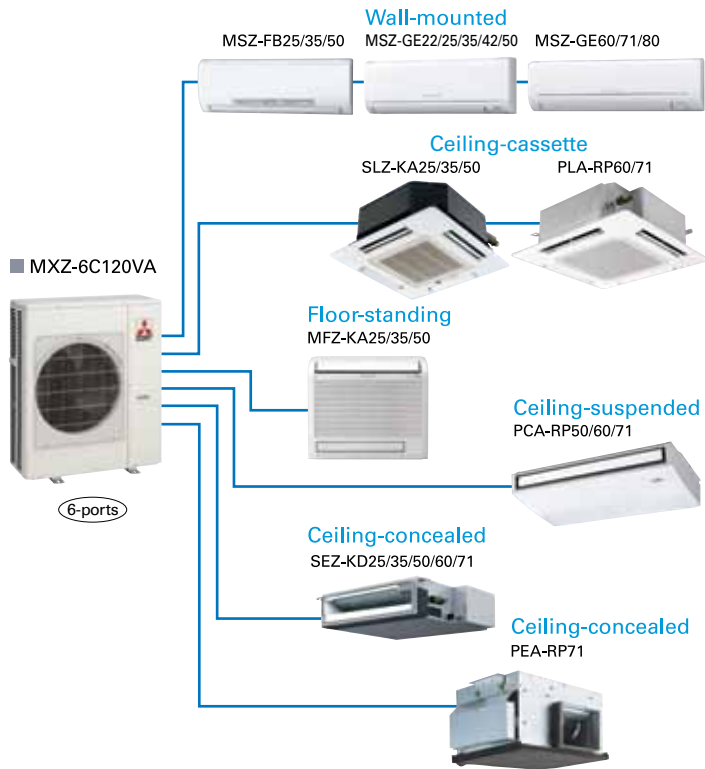 Wall-mounted
MSZ-FB25/35/50
MSZ-GE22/25/35/42/50
MSZ-GE60/71/80
Ceiling-cassette
SLZ-KA25/35/50
PLA-RP60/71
MXZ-6C120VA
Floor-standing
MFZ-KA25/35/50
Ceiling-suspended
PCA-RP50/60/71
6-ports
Ceiling-concealed
SEZ-KD25/35/50/60/71
Ceiling-concealed
PEA-RP71